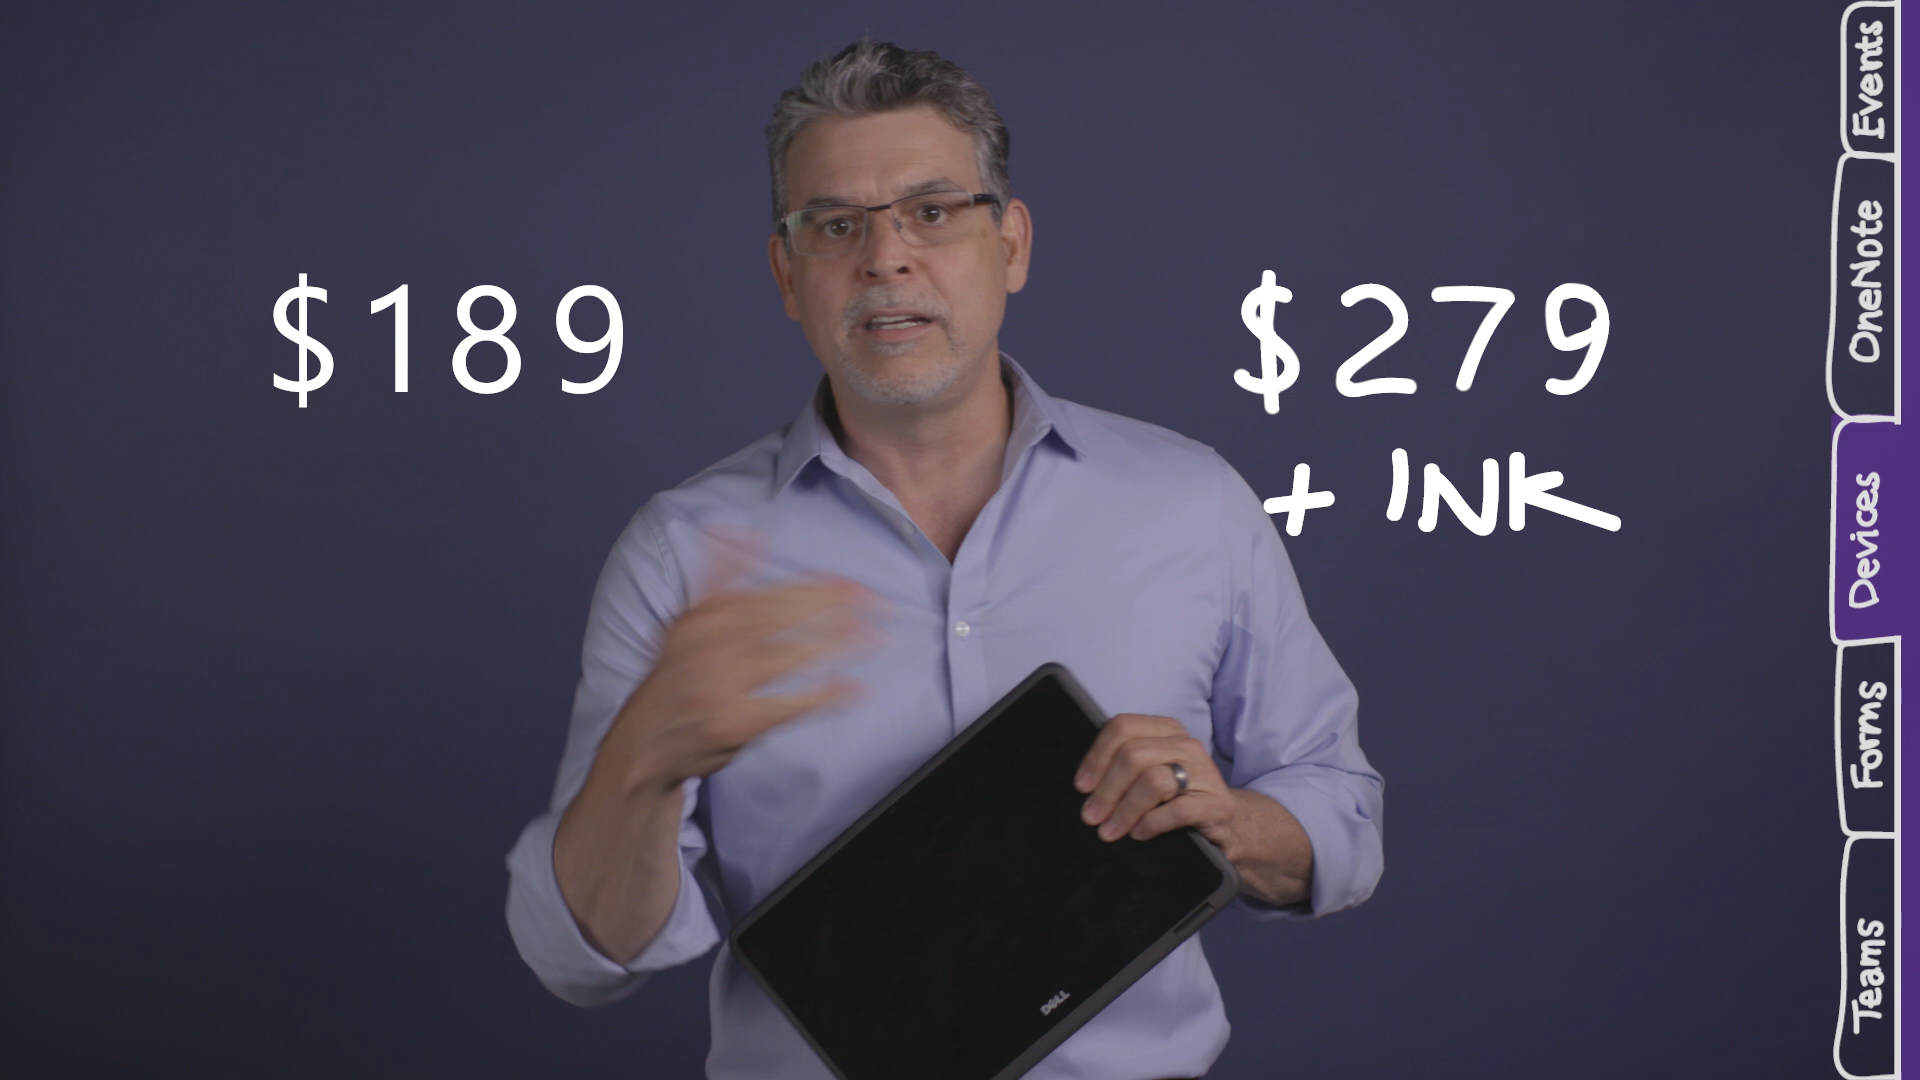 $189
$279
+ INK
DELL
Events
OneNote
Devices
Forms
Teams